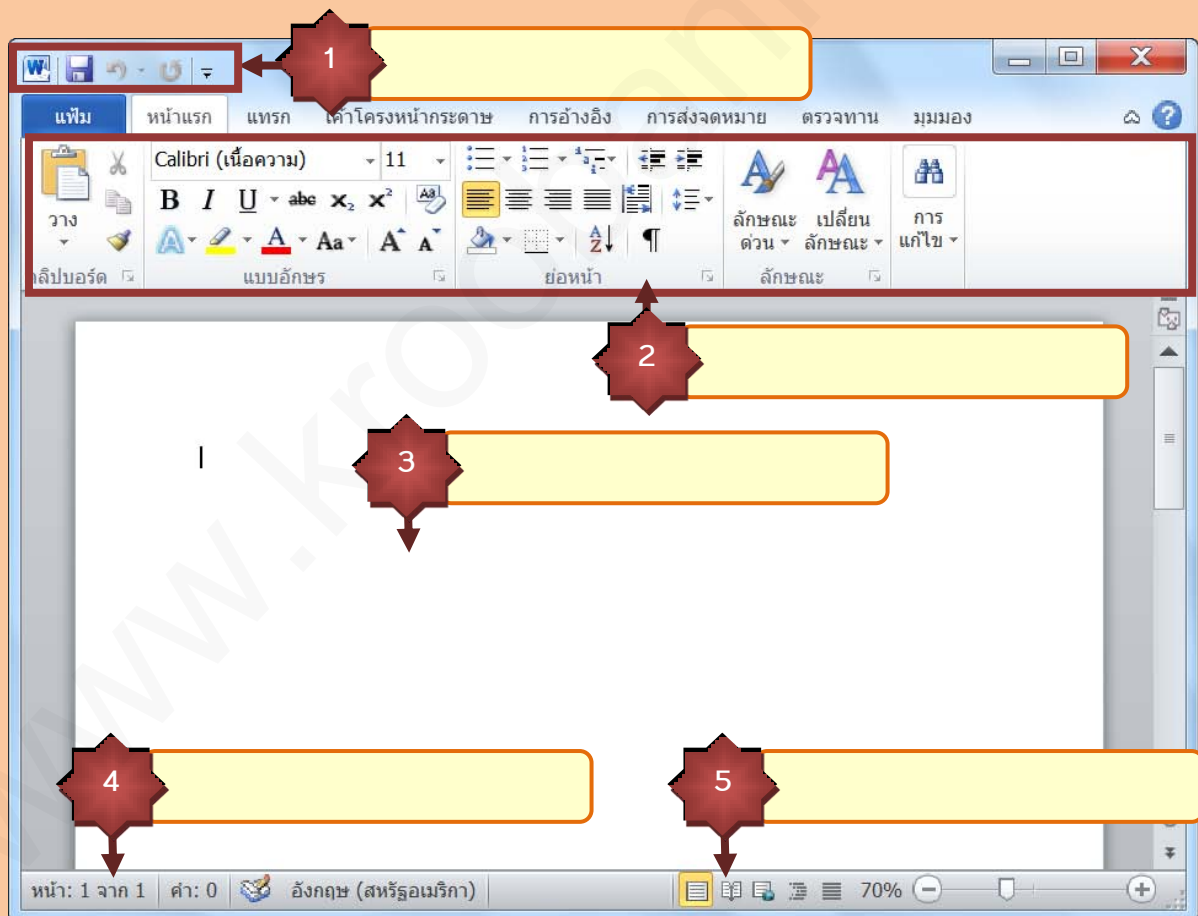 1
แฟ้ม หน้าแรก แทรก เค้าโครงหน้ากระดาษ การอ้างอิง การส่งจดหมาย ตรวจทาน มุมมอง
Calibri (เนื้อความ) 11
B I U abc x₂ x² Aa
วาง
A A Aa A A
ลักษณะด่วน เปลี่ยนลักษณะ การแก้ไข
คลิปบอร์ด แบบอักษร ย่อหน้า ลักษณะ
2
3
4 5
หน้า: 1 จาก 1 คำ: 0 อังกฤษ (สหรัฐอเมริกา) 70%